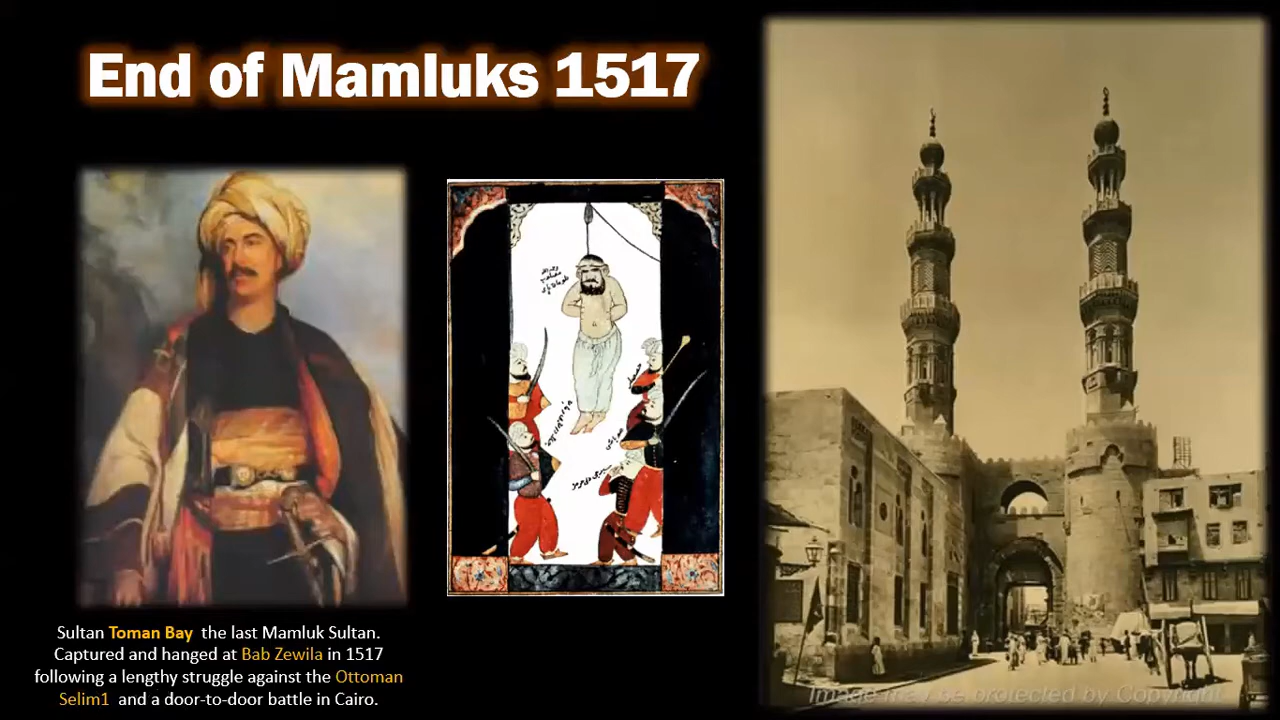 End of Mamluks 1517
Sultan Toman Bay the last Mamluk Sultan.
Captured and hanged at Bab Zewila in 1517
following a lengthy struggle against the Ottoman
Selim1 and a door-to-door battle in Cairo.
Image may be protected by Copyright